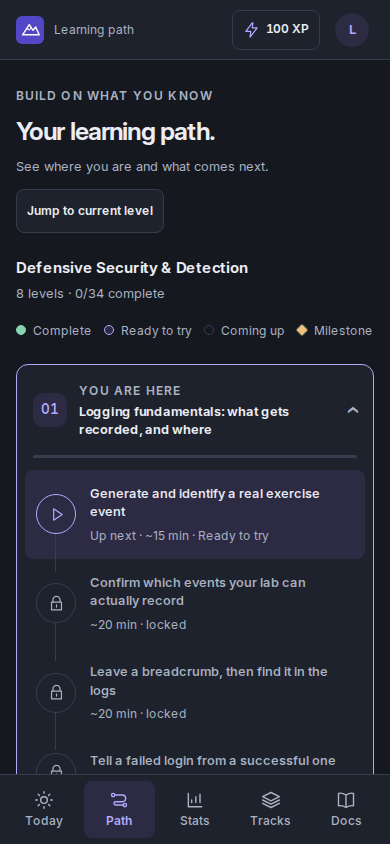 Learning path
100 XP
L
BUILD ON WHAT YOU KNOW
Your learning path.
See where you are and what comes next.
Jump to current level
Defensive Security & Detection
8 levels · 0/34 complete
Complete
Ready to try
Coming up
Milestone
01
YOU ARE HERE
Logging fundamentals: what gets
recorded, and where
Generate and identify a real exercise
event
Up next · ~15 min · Ready to try
Confirm which events your lab can
actually record
~20 min · locked
Leave a breadcrumb, then find it in the
logs
~20 min · locked
Tell a failed login from a successful one
Today
Path
Stats
Tracks
Docs